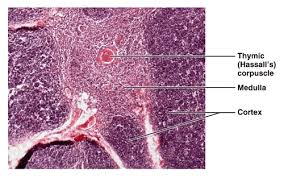 Thymic
(Hassall's)
corpuscle
Medulla
Cortex